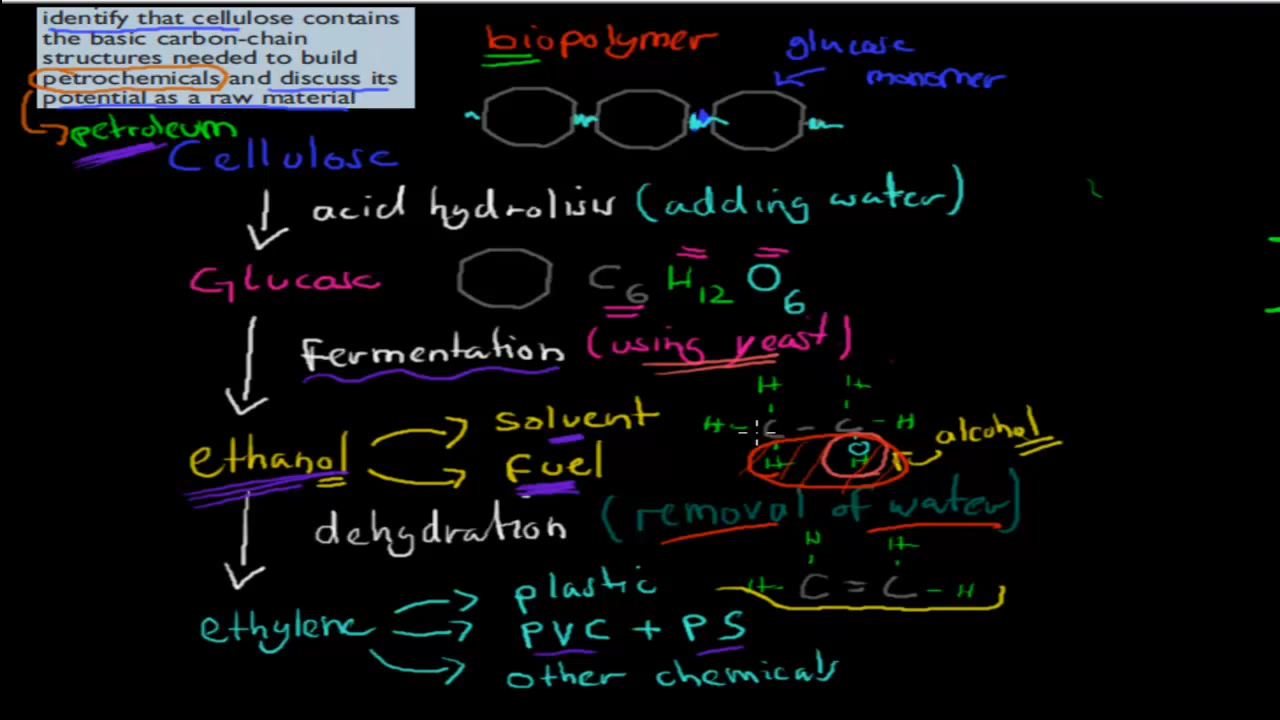 identify that cellulose contains
the basic carbon-chain
structures needed to build
petrochemicals and discuss its
potential as a raw material
biopolymer
glucose
monomer
petroleum
Cellulose
acid hydrolisis (adding water)
Glucose C6 H12 O6
Fermentation (using yeast)
H H
H - C - C - H
H O H
alcohol
ethanol
solvent
fuel
dehydration (removal of water)
H H
H C = C - H
ethylene
plastic
PVC + PS
other chemicals